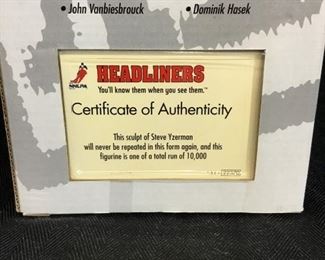 • John Vanbiesbrouck • Dominik Hasek
HEADLINERS
NHLPA
You'll know them when you see them.™
Certificate of Authenticity
This sculpt of Steve Yzerman
will never be repeated in this form again, and this
figurine is one of a total run of 10,000